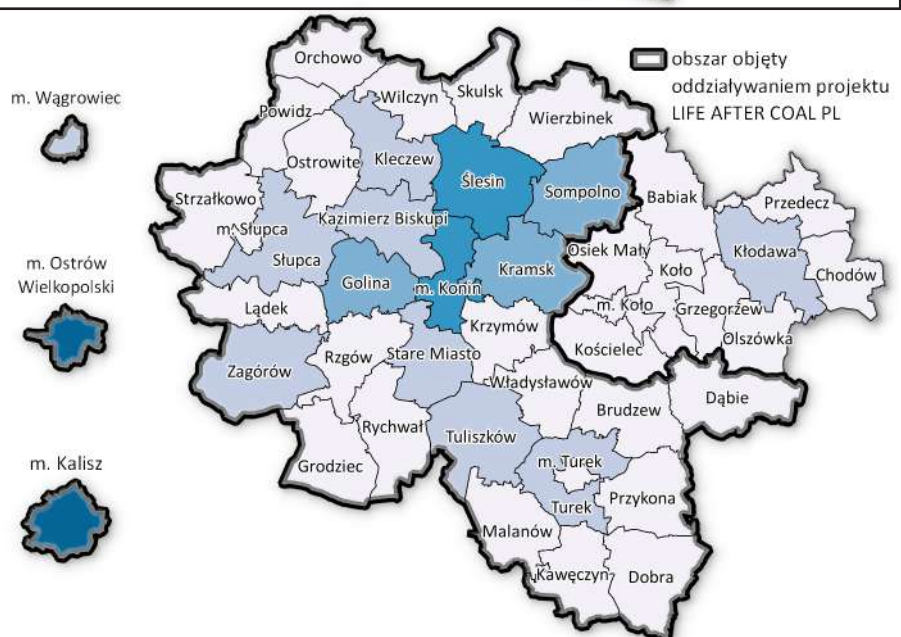 obszar objęty
oddziaływaniem projektu
LIFE AFTER COAL PL
m. Wągrowiec
m. Ostrów
Wielkopolski
m. Kalisz
Orchowo
Powidz
Wilczyn
Skulsk
Wierzbinek
Ostrowite
Kleczew
Ślesin
Sompolno
Strzałkowo
m. Słupca
Słupca
Kazimierz Biskupi
Golina
m. Konin
Kramsk
Lądek
Krzymów
Zagórów
Rzgów
Stare Miasto
Władysławów
Grodziec
Rychwał
Tuliszków
Brudzew
Dąbie
m. Turek
Turek
Przykona
Malanów
Kawęczyn
Dobra
Babiak
Przedecz
Osiek Mały
Koło
Kłodawa
Chodów
m. Koło
Grzegorzew
Kościelec
Olszówka